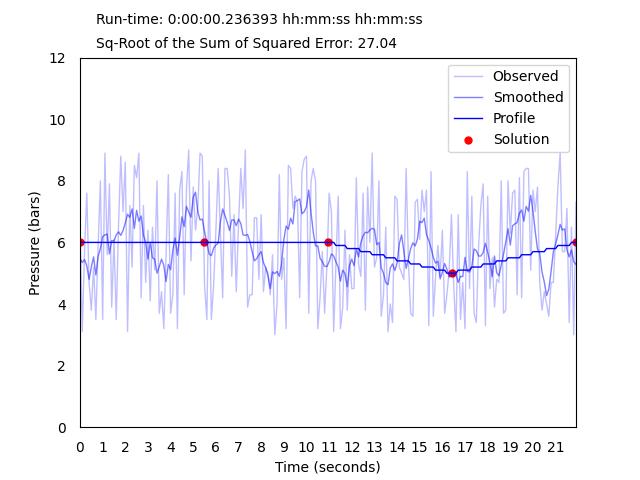 Run-time: 0:00:00.236393 hh:mm:ss hh:mm:ss
Sq-Root of the Sum of Squared Error: 27.04
12
10
8
6
4
2
0
Pressure (bars)
Observed
Smoothed
Profile
Solution
0 1 2 3 4 5 6 7 8 9 10 11 12 13 14 15 16 17 18 19 20 21
Time (seconds)